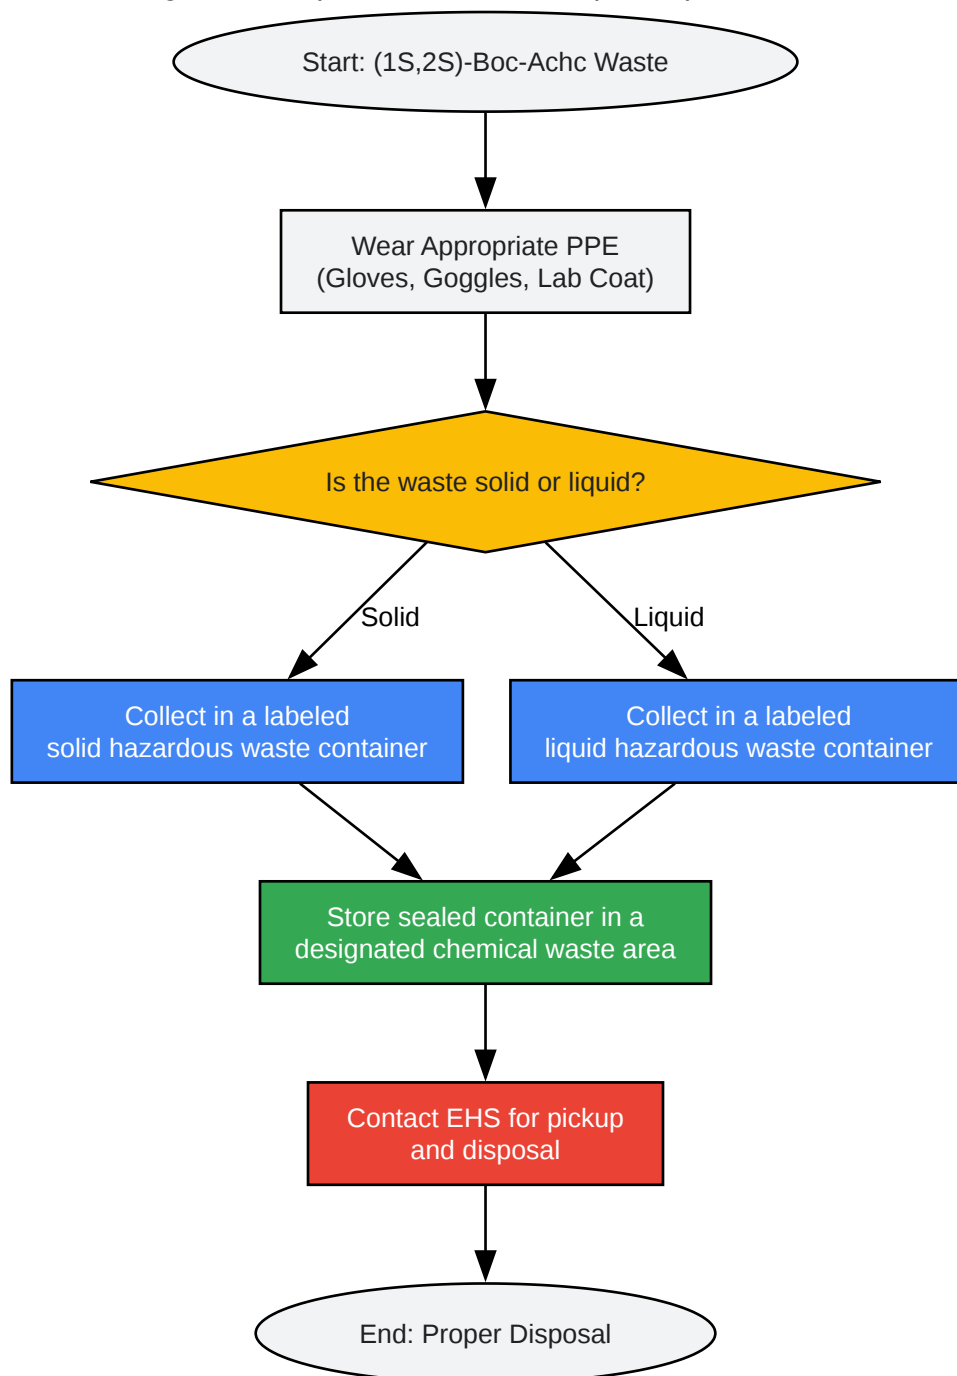 Start: (1S,2S)-Boc-Achc Waste
Wear Appropriate PPE
(Gloves, Goggles, Lab Coat)
Is the waste solid or liquid?
Solid
Liquid
Collect in a labeled
solid hazardous waste container
Collect in a labeled
liquid hazardous waste container
Store sealed container in a
designated chemical waste area
Contact EHS for pickup
and disposal
End: Proper Disposal